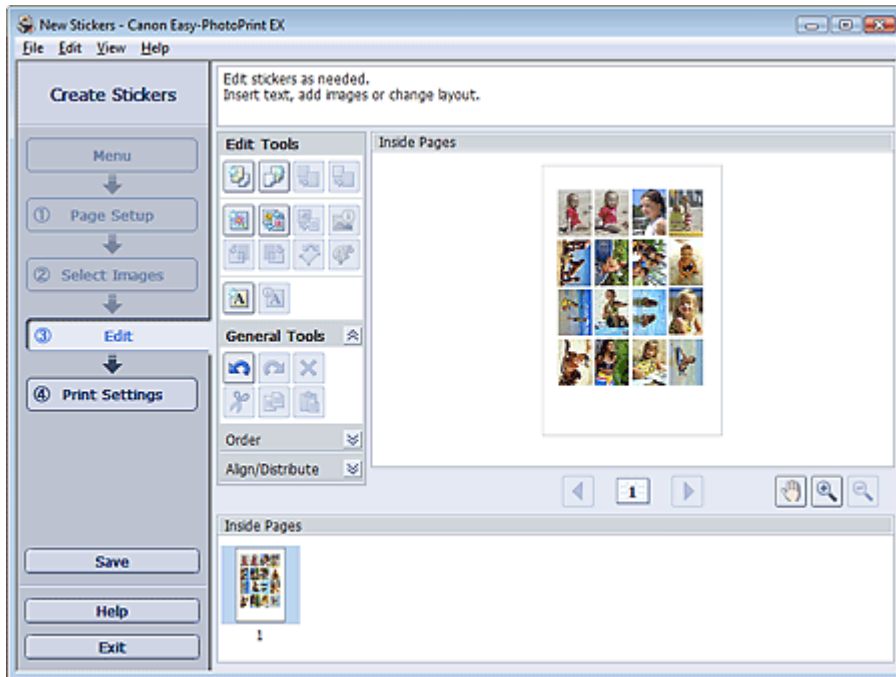 New Stickers - Canon Easy-PhotoPrint EX
File Edit View Help
Create Stickers
Menu
① Page Setup
② Select Images
③ Edit
④ Print Settings
Save
Help
Exit
Edit stickers as needed.
Insert text, add images or change layout.
Edit Tools
A A
General Tools
Order
Align/Distribute
Inside Pages
1
Inside Pages
1